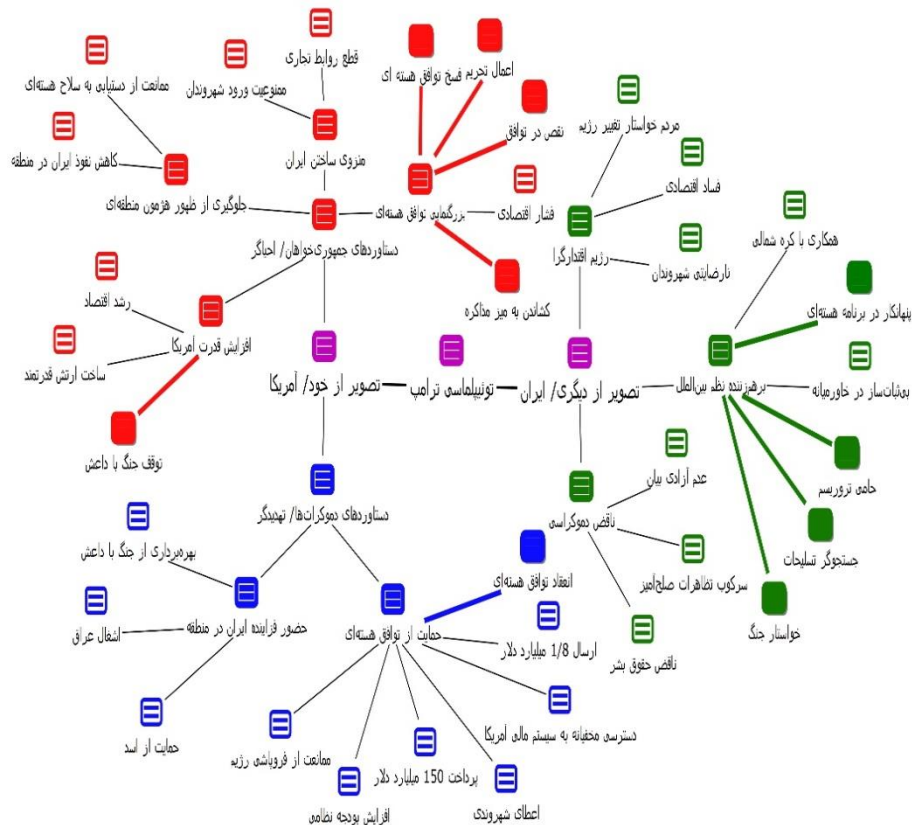 قطع روابط تجاری
ممانعت از دستیابی به سلاح هسته‌ای
ممنوعیت ورود شهروندان
فسخ توافق هسته ای
اعمال تحریم
مردم خواستار تغییر رژیم
نقص در توافق
کاهش نفوذ ایران در منطقه
منزوی ساختن ایران
فساد اقتصادی
جلوگیری از ظهور هژمون منطقه‌ای
بزرگنمایی توافق هسته‌ای
فشار اقتصادی
رژیم اقتدارگرا
همکاری با کره شمالی
دستاوردهای جمهوری‌خواهان/ احیاگر
نارضایتی شهروندان
رشد اقتصاد
کشاندن به میز مذاکره
پنهانکار در برنامه هسته‌ای
افزایش قدرت آمریکا
ساخت ارتش قدرتمند
تصویر از خود/ آمریکا
توئیپلماسی ترامپ
تصویر از دیگری/ ایران
برهم‌زننده نظم بین‌الملل
بی‌ثبات‌ساز در خاورمیانه
توقف جنگ با داعش
عدم آزادی بیان
حامی تروریسم
دستاوردهای دموکرات‌ها/ تهدیدگر
ناقض دموکراسی
بهره‌برداری از جنگ با داعش
جستجوگر تسلیحات
انعقاد توافق هسته‌ای
سرکوب تظاهرات صلح‌آمیز
اشغال عراق
حضور فزاینده ایران در منطقه
حمایت از توافق هسته‌ای
خواستار جنگ
ارسال 1/8 میلیارد دلار
ناقض حقوق بشر
دسترسی مخفیانه به سیستم مالی آمریکا
حمایت از اسد
ممانعت از فروپاشی رژیم
پرداخت 150 میلیارد دلار
افزایش بودجه نظامی
اعطای شهروندی